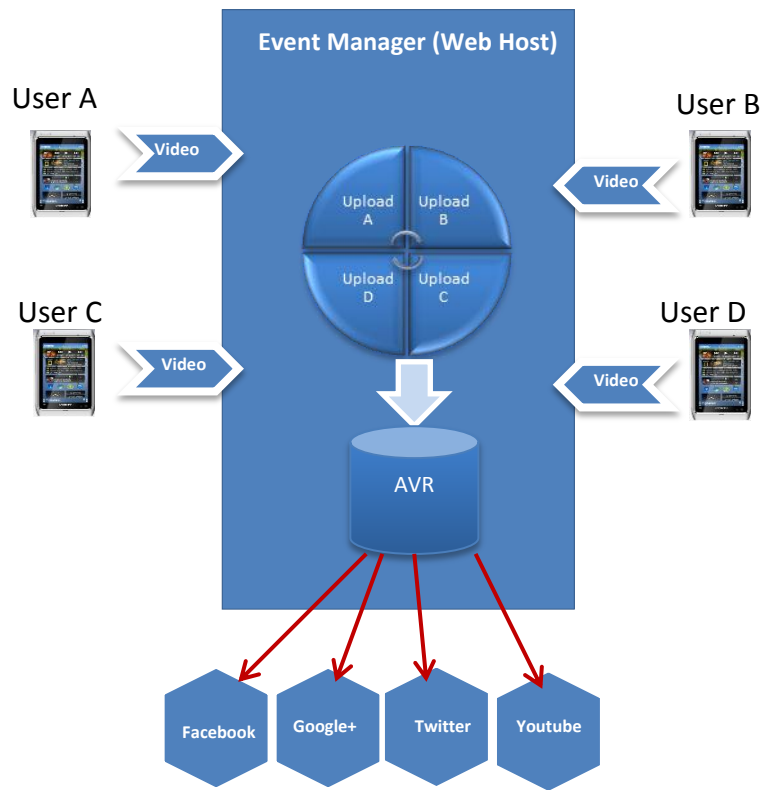 Event Manager (Web Host)
User A
User B
Video
Video
Upload
A
Upload
B
Upload
D
Upload
C
User C
User D
Video
Video
AVR
Facebook
Google+
Twitter
Youtube